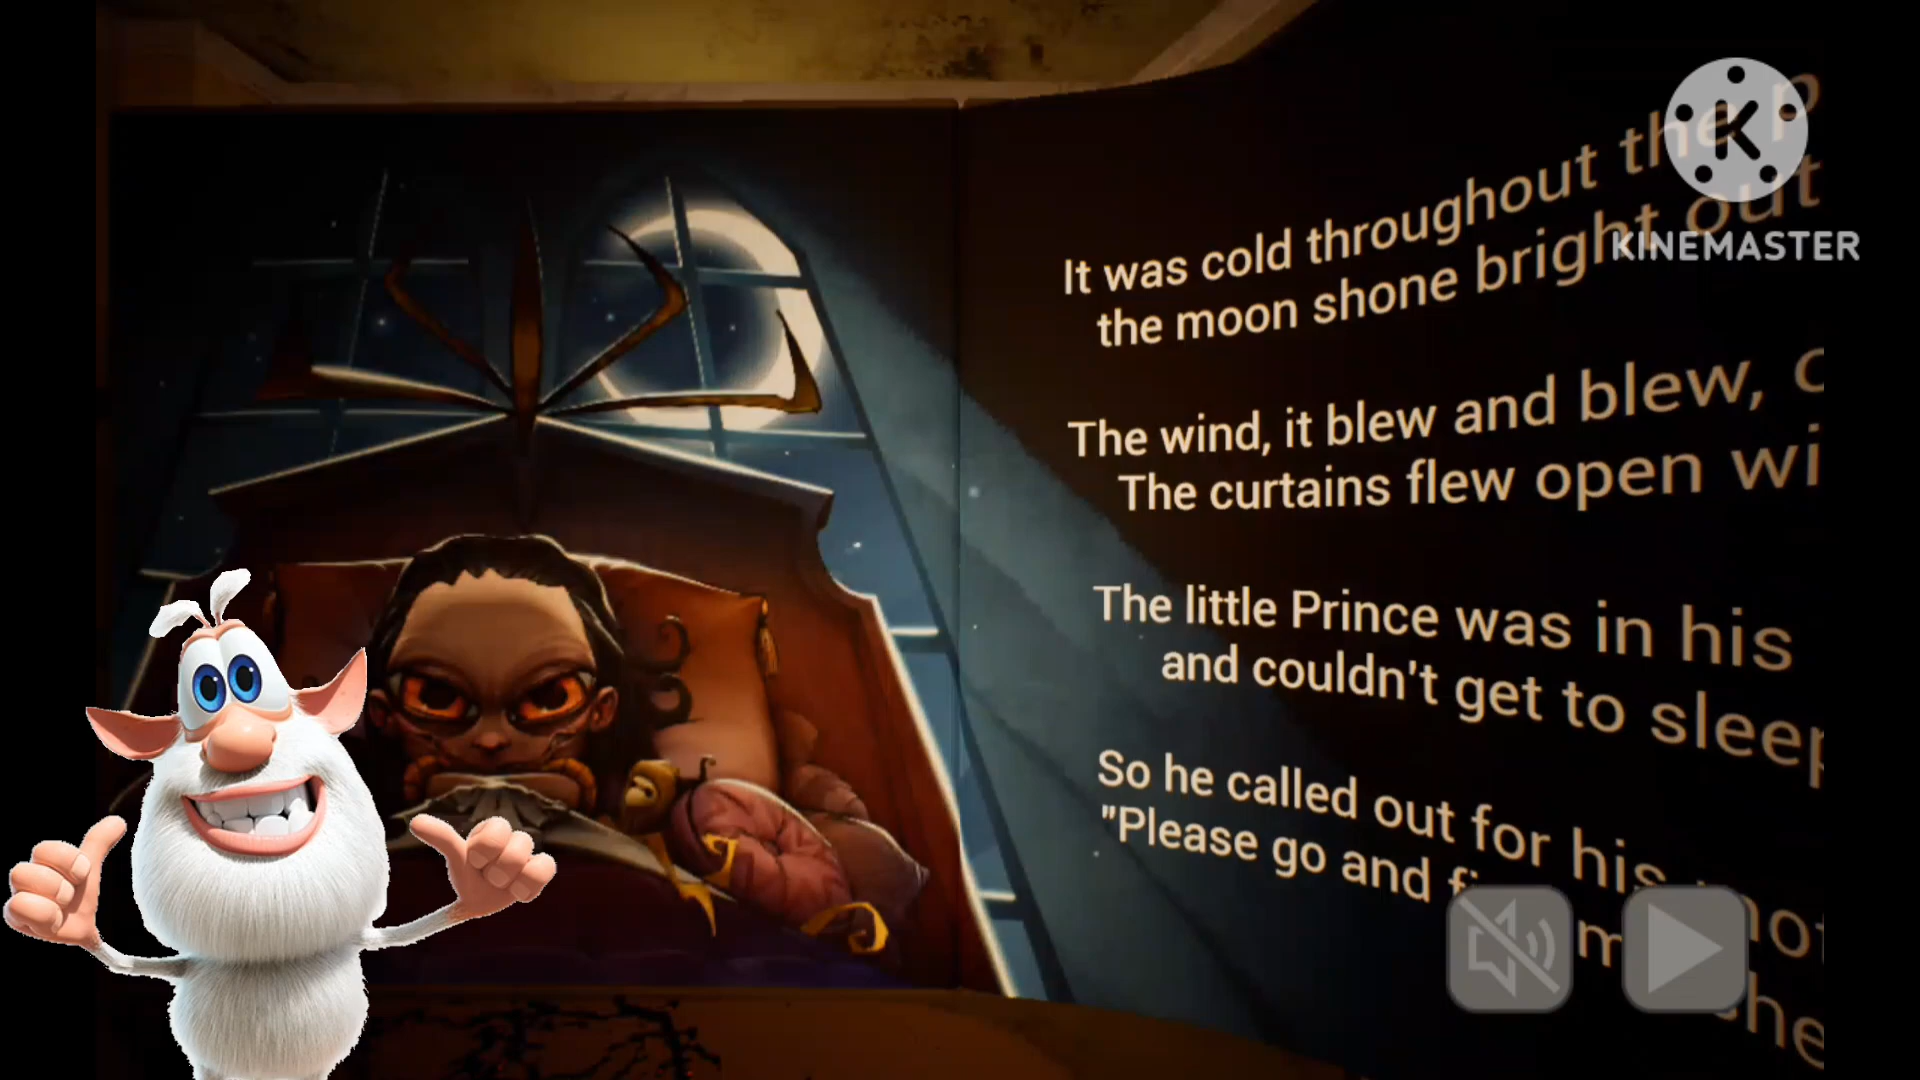 KINEMASTER
It was cold throughout the
the moon shone bright out
The wind, it blew and blew,
The curtains flew open
The little Prince was in his
and couldn't get to sleep
So he called out for his
"Please go and